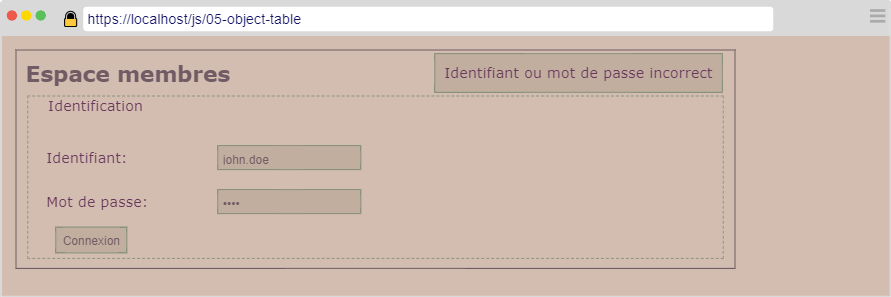 https://localhost/js/05-object-table
Espace membres
Identifiant ou mot de passe incorrect
Identification
Identifiant:
john.doe
Mot de passe:
••••
Connexion